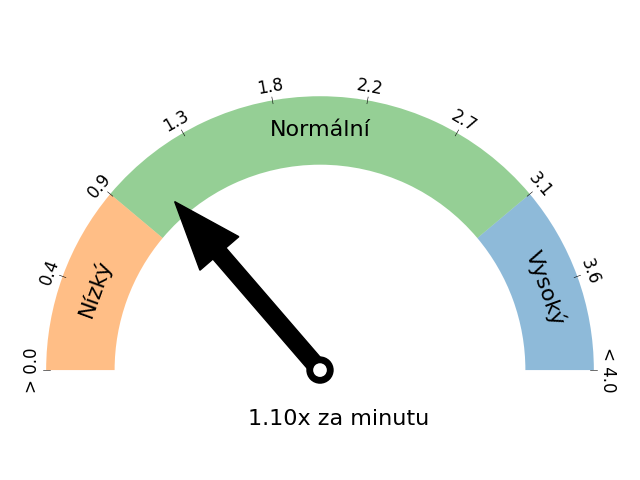 1.8
2.2
1.3
2.7
Normální
0.9
3.1
0.4
3.6
Nízký
Vysoký
> 0.0
< 4.0
1.10x za minutu